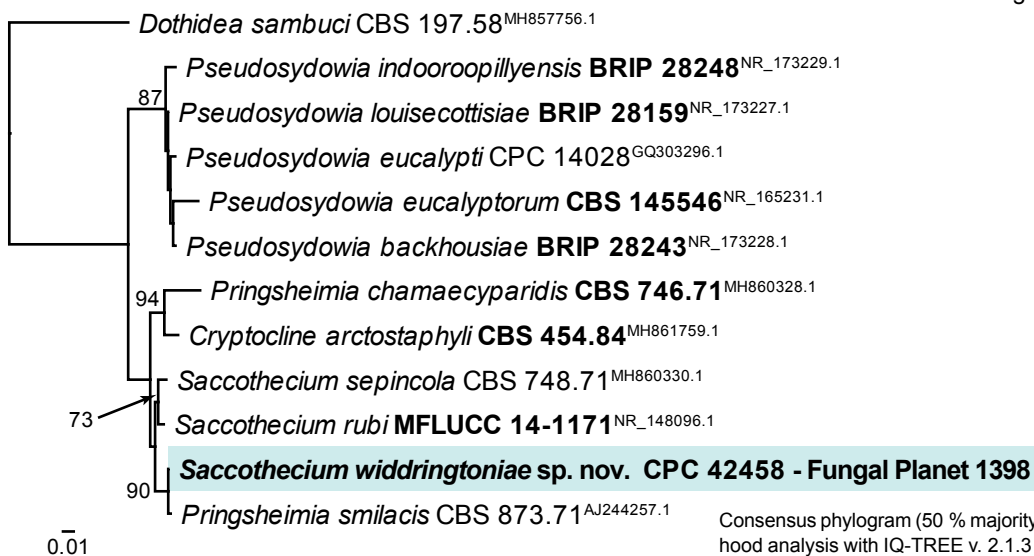 Dothidea sambuci CBS 197.58MH857756.1
Pseudosydowia indooroopillyensis BRIP 28248NR_173229.1
87
Pseudosydowia louisecottisiae BRIP 28159NR_173227.1
Pseudosydowia eucalypti CPC 14028GQ303296.1
Pseudosydowia eucalyptorum CBS 145546NR_165231.1
Pseudosydowia backhousiae BRIP 28243NR_173228.1
Pringsheimia chamaecyparidis CBS 746.71MH860328.1
94
Cryptocline arctostaphyli CBS 454.84MH861759.1
Saccothecium sepincola CBS 748.71MH860330.1
73
Saccothecium rubi MFLUCC 14-1171NR_148096.1
Saccothecium widdringtoniae sp. nov. CPC 42458 - Fungal Planet 1398
90
Pringsheimia smilacis CBS 873.71AJ244257.1
0.01
Consensus phylogram (50 % majority
hood analysis with IQ-TREE v. 2.1.3